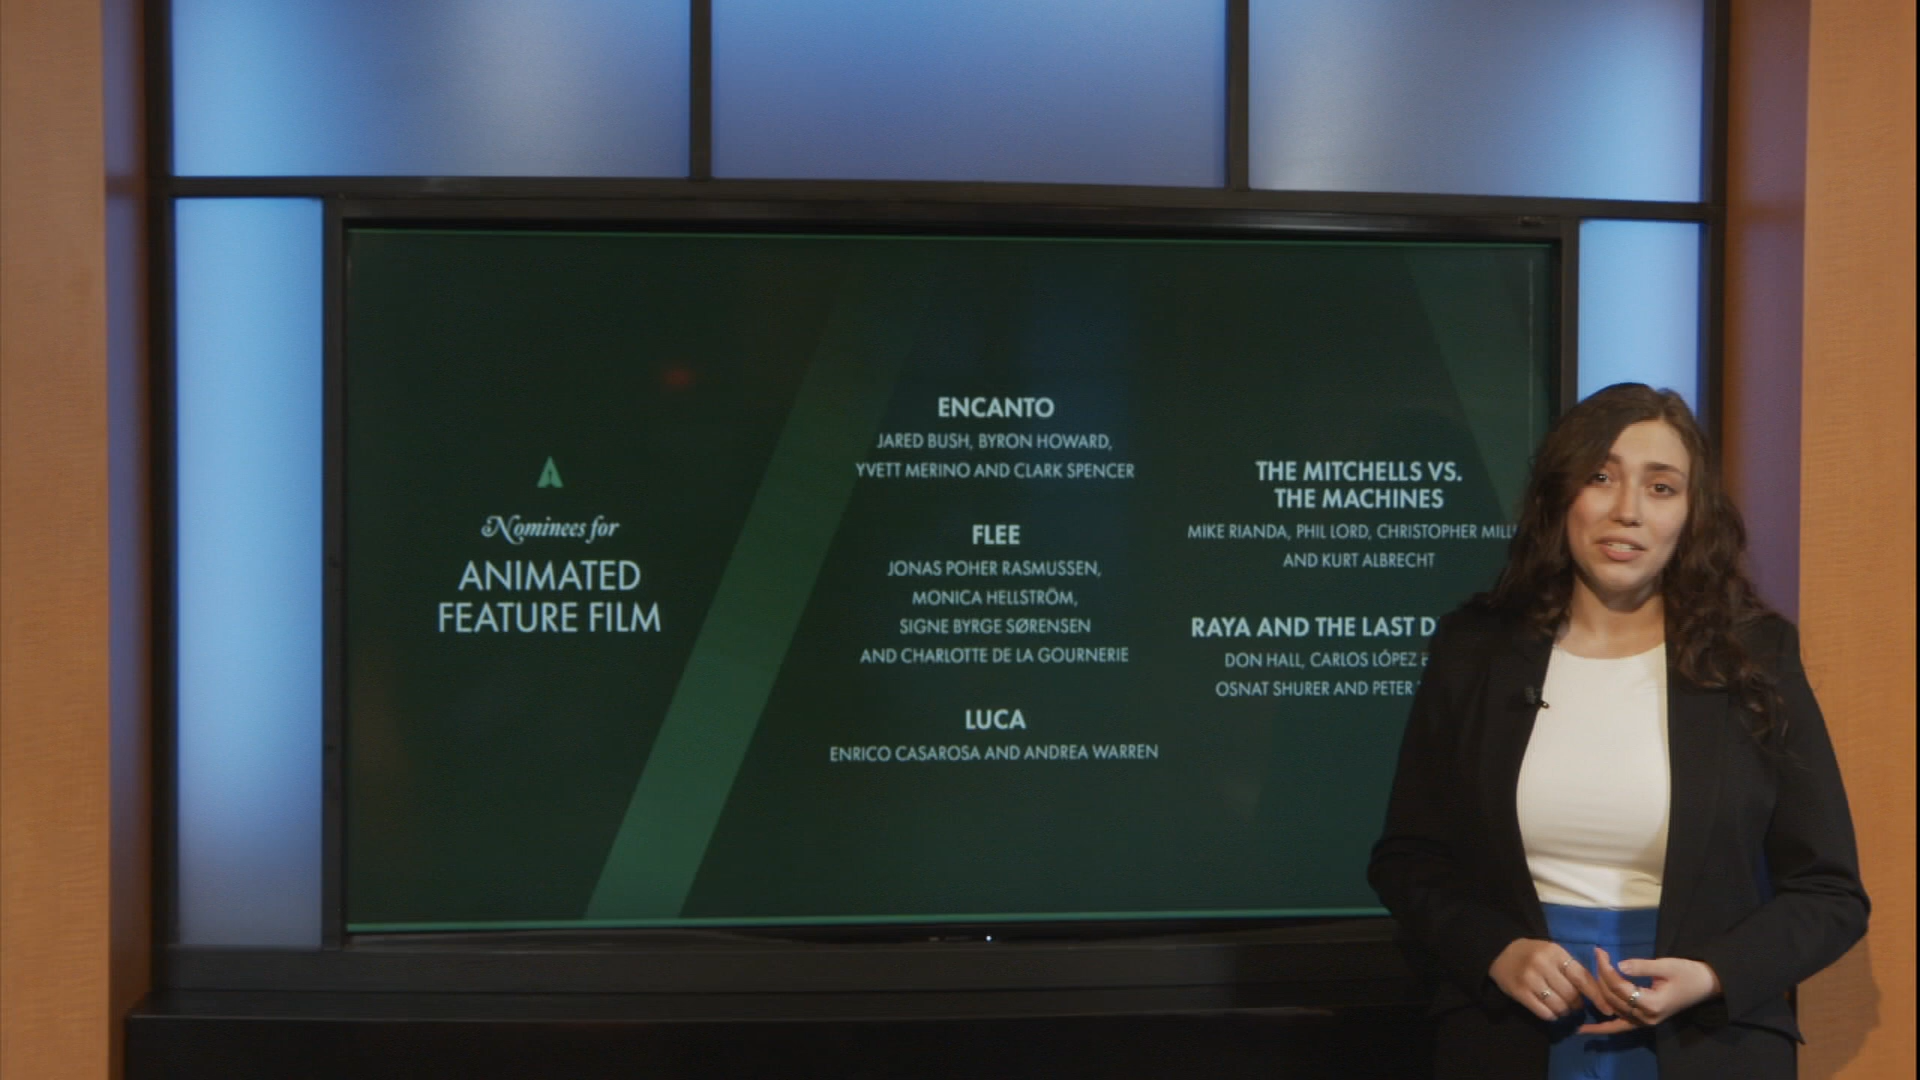 Nominees for
ANIMATED
FEATURE FILM
ENCANTO
JARED BUSH, BYRON HOWARD,
YVETT MERINO AND CLARK SPENCER
FLEE
JONAS POHER RASMUSSEN,
MONICA HELLSTRÖM,
SIGNE BYRGE SØRENSEN
AND CHARLOTTE DE LA GOURNERIE
LUCA
ENRICO CASAROSA AND ANDREA WARREN
THE MITCHELLS VS.
THE MACHINES
MIKE RIANDA, PHIL LORD, CHRISTOPHER
AND KURT ALBRECHT
RAYA AND THE LAST
DON HALL, CARLOS LÓPEZ
OSNAT SHURER AND PETER